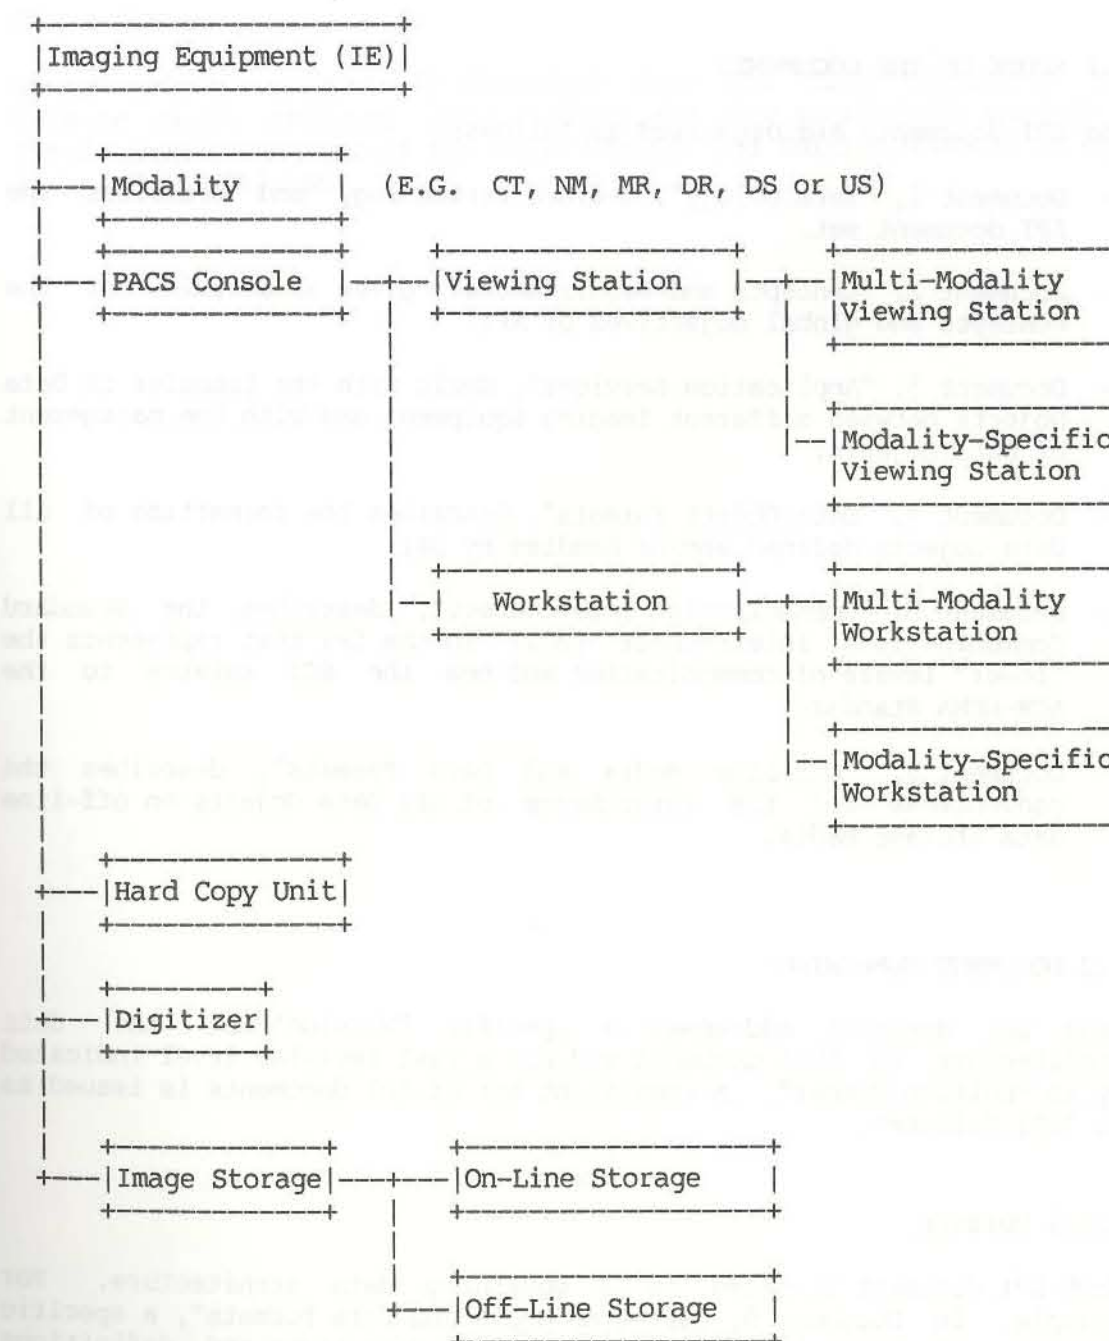 Imaging Equipment (IE)
Modality (E.G. CT, NM, MR, DR, DS or US)
PACS Console Viewing Station Multi-Modality
Viewing Station
Modality-Specific
Viewing Station
Workstation Multi-Modality
Workstation
Modality-Specific
Workstation
Hard Copy Unit
Digitizer
Image Storage On-Line Storage
Off-Line Storage